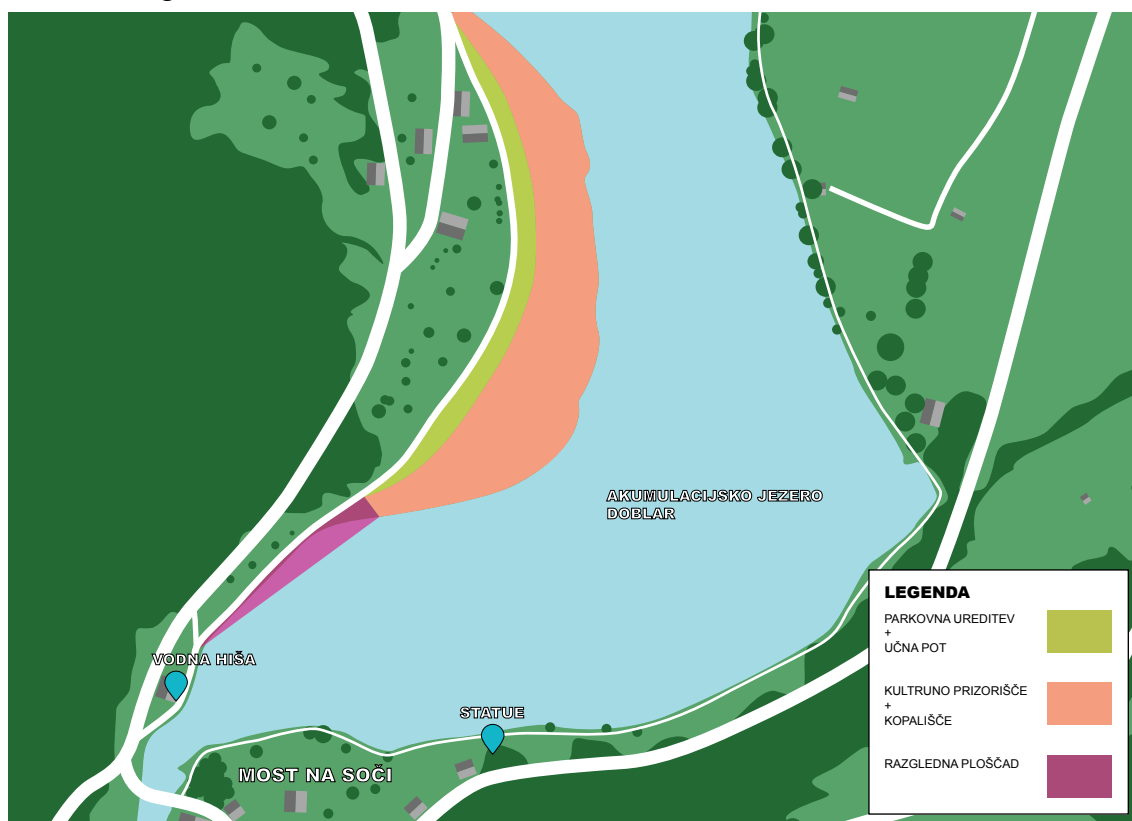 AKUMULACIJSKO JEZERO
DOBLAR
VODNA HIŠA
STATUE
MOST NA SOČI
LEGENDA
PARKOVNA UREDITEV
+
UČNA POT
KULTRUNO PRIZORIŠČE
+
KOPALIŠČE
RAZGLEDNA PLOŠČAD